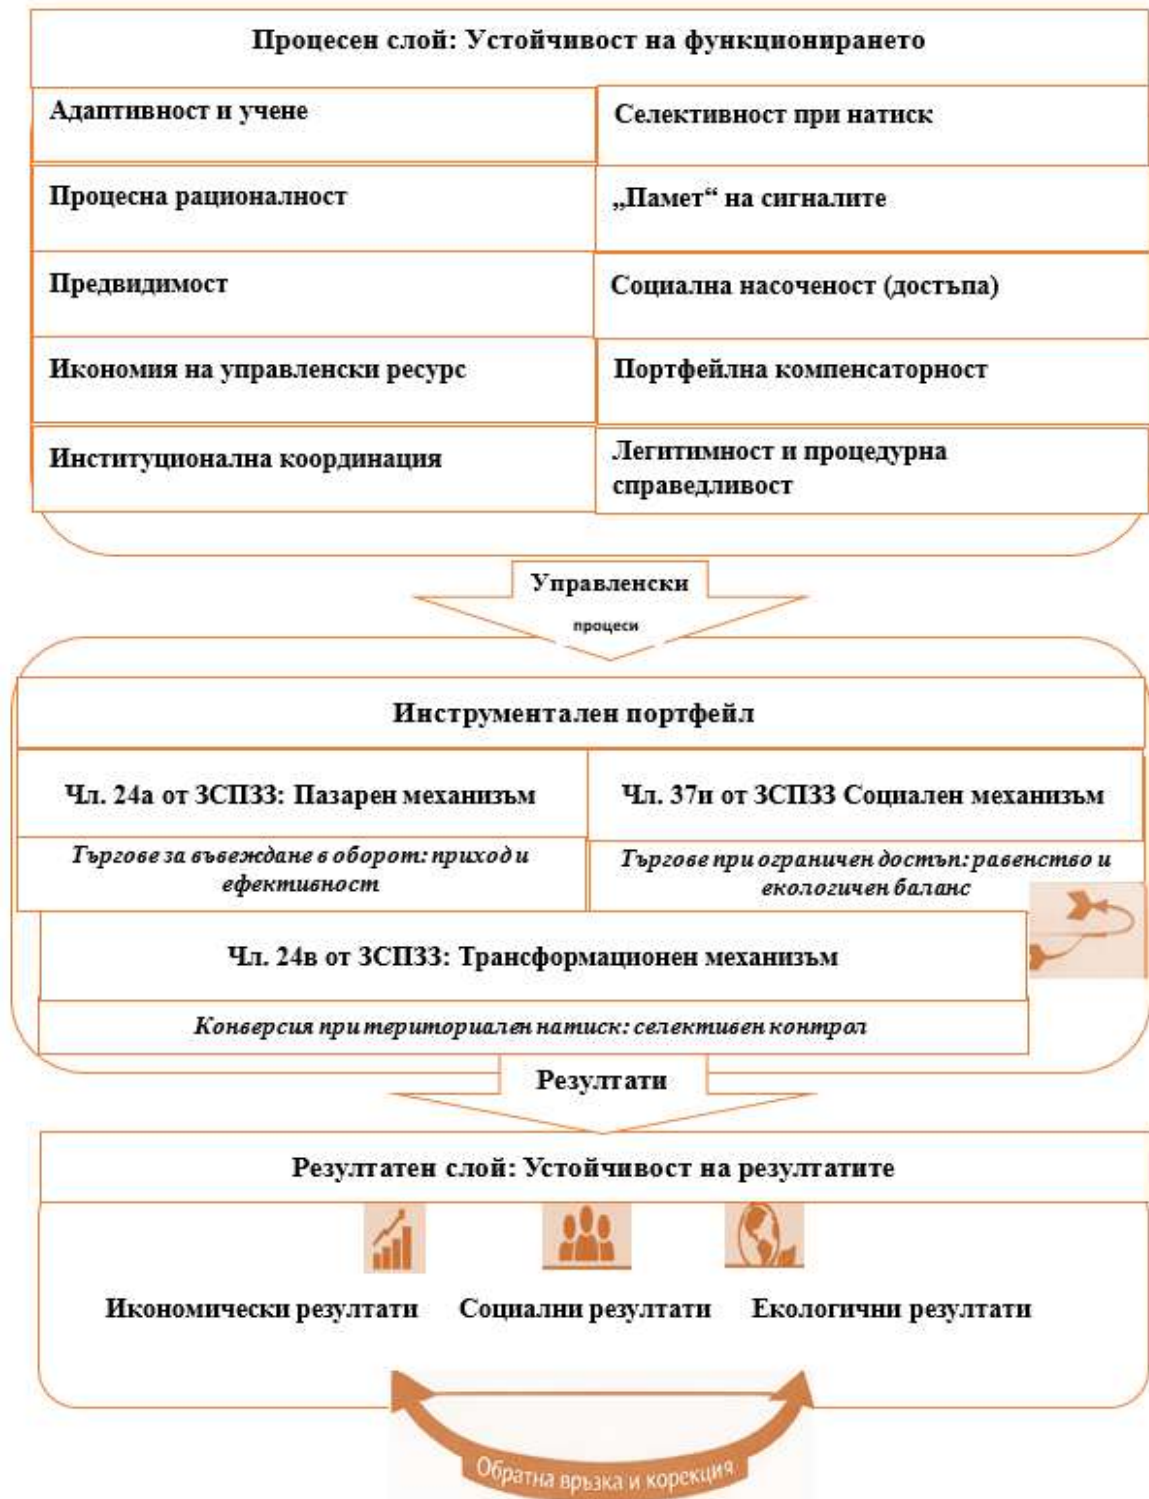 Процесен слой: Устойчивост на функционирането
Адаптивност и учене
Селективност при натиск
Процесна рационалност
„Памет“ на сигналите
Предвидимост
Социална насоченост (достъпа)
Икономия на управленски ресурс
Портфейлна компенсаторност
Институционална координация
Легитимност и процедурна
справедливост
Управленски
процеси
Инструментален портфейл
Чл. 24а от ЗСПЗЗ: Пазарен механизъм
Чл. 37и от ЗСПЗЗ Социален механизъм
Търгове за въвеждане в оборот: приход и
ефективност
Търгове при ограничен достъп: равенство и
екологичен баланс
Чл. 24в от ЗСПЗЗ: Трансформационен механизъм
Конверсия при териториален натиск: селективен контрол
Резултати
Резултатен слой: Устойчивост на резултатите
Икономически резултати
Социални резултати
Екологични резултати
Обратна връзка и корекция